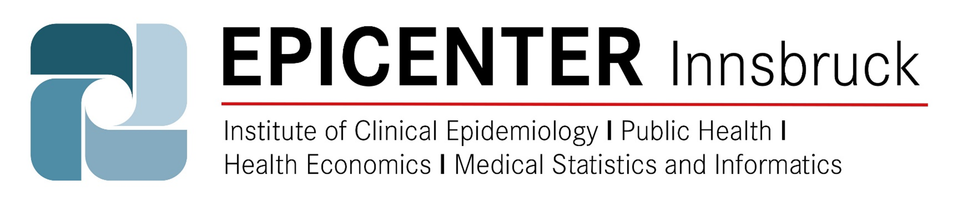 EPICENTER Innsbruck
Institute of Clinical Epidemiology I Public Health I
Health Economics I Medical Statistics and Informatics